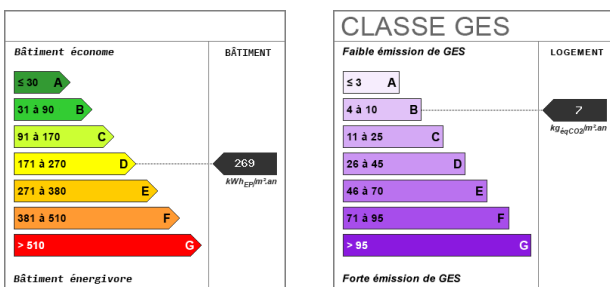 Bâtiment économe
BÂTIMENT
≤ 30 A
31 à 90 B
91 à 170 C
171 à 270 D
269
kWhEP/m².an
271 à 380 E
381 à 510 F
> 510 G
Bâtiment énergivore
CLASSE GES
Faible émission de GES
LOGEMENT
≤ 3 A
4 à 10 B
7
kgéqCO2/m².an
11 à 25 C
26 à 45 D
46 à 70 E
71 à 95 F
> 95 G
Forte émission de GES